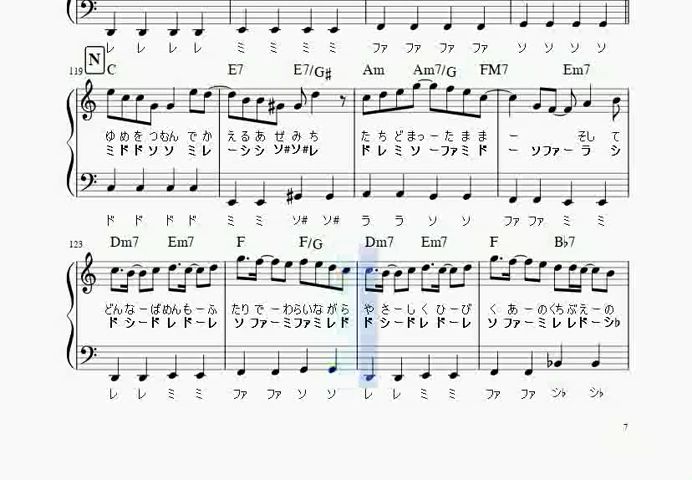 レ レ レ レ ミ ミ ミ ミ ファ ファ ファ ファ ソ ソ ソ ソ
N
119 C E7 E7/G♯ Am Am7/G FM7 Em7
ゆ め を つ むん で か え る あ ぜ み ち た ち ど まっ ー た ま ま ー そし て
ミ ド ド ソ ソ ミ レ ー シ シ ソ♯ ソ♯ レ ド レ ミ ソ ー ファ ミ ド ー ソ ファ ー ラ シ
ド ド ド ド ミ ミ ソ♯ ソ♯ ラ ラ ソ ソ ファ ファ ミ ミ
123 Dm7 Em7 F F/G Dm7 Em7 F B♭7
どんな ー ばめんも ー ふ たり で ー わらいながら や さ ー し く ひ ー び く あ ー のくちぶえ ー の
ド シ ー ド レ ド ー レ ソ ファ ー ミ ファ ミ レ ド ド シ ー ド レ ド ー レ ソ ファ ー ミ レ レ ド ー シ♭
レ レ ミ ミ ファ ファ ソ ソ レ レ ミ ミ ファ ファ シ♭ シ♭
7